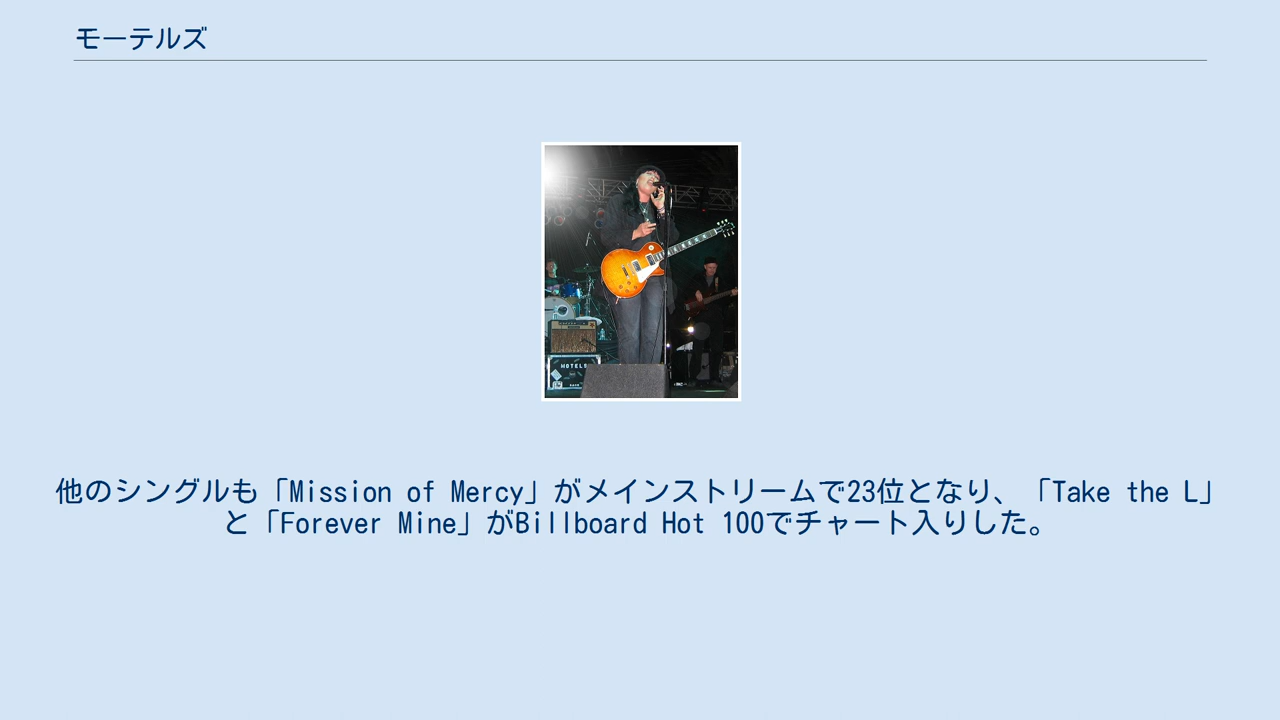 モーテルズ
他のシングルも「Mission of Mercy」がメインストリームで23位となり、「Take the L」
と「Forever Mine」がBillboard Hot 100でチャート入りした。